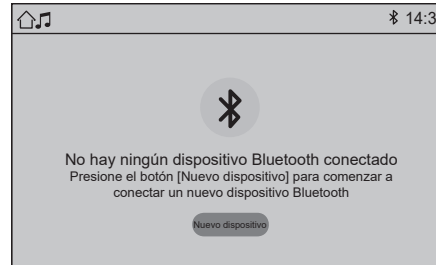 14:3
No hay ningún dispositivo Bluetooth conectado
Presione el botón [Nuevo dispositivo] para comenzar a
conectar un nuevo dispositivo Bluetooth
Nuevo dispositivo